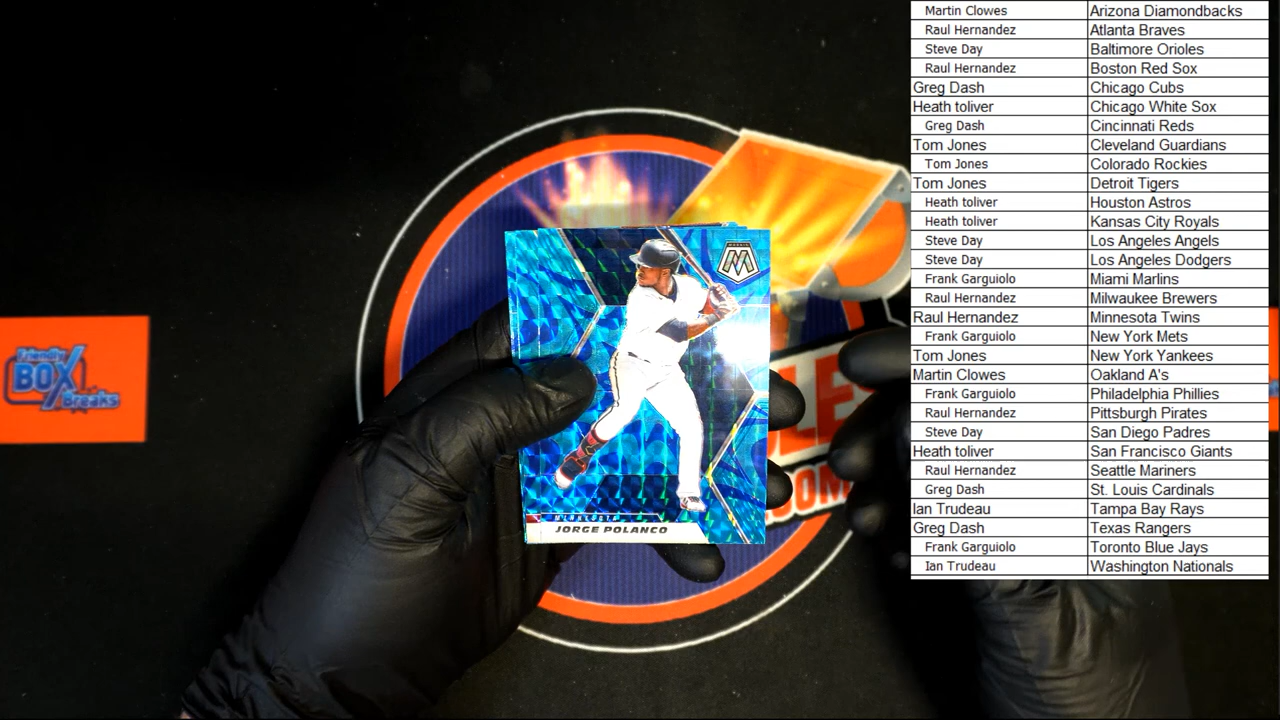 Martin Clowes Arizona Diamondbacks
Raul Hernandez Atlanta Braves
Steve Day Baltimore Orioles
Raul Hernandez Boston Red Sox
Greg Dash Chicago Cubs
Heath toliver Chicago White Sox
Greg Dash Cincinnati Reds
Tom Jones Cleveland Guardians
Tom Jones Colorado Rockies
Tom Jones Detroit Tigers
Heath toliver Houston Astros
Heath toliver Kansas City Royals
Steve Day Los Angeles Angels
Steve Day Los Angeles Dodgers
Frank Garguiolo Miami Marlins
Raul Hernandez Milwaukee Brewers
Raul Hernandez Minnesota Twins
Frank Garguiolo New York Mets
Tom Jones New York Yankees
Martin Clowes Oakland A's
Frank Garguiolo Philadelphia Phillies
Raul Hernandez Pittsburgh Pirates
Steve Day San Diego Padres
Heath toliver San Francisco Giants
Raul Hernandez Seattle Mariners
Greg Dash St. Louis Cardinals
Ian Trudeau Tampa Bay Rays
Greg Dash Texas Rangers
Frank Garguiolo Toronto Blue Jays
Ian Trudeau Washington Nationals
Friendly
BOX
Breaks
MOSAIC
M
MINNESOTA
JORGE POLANCO